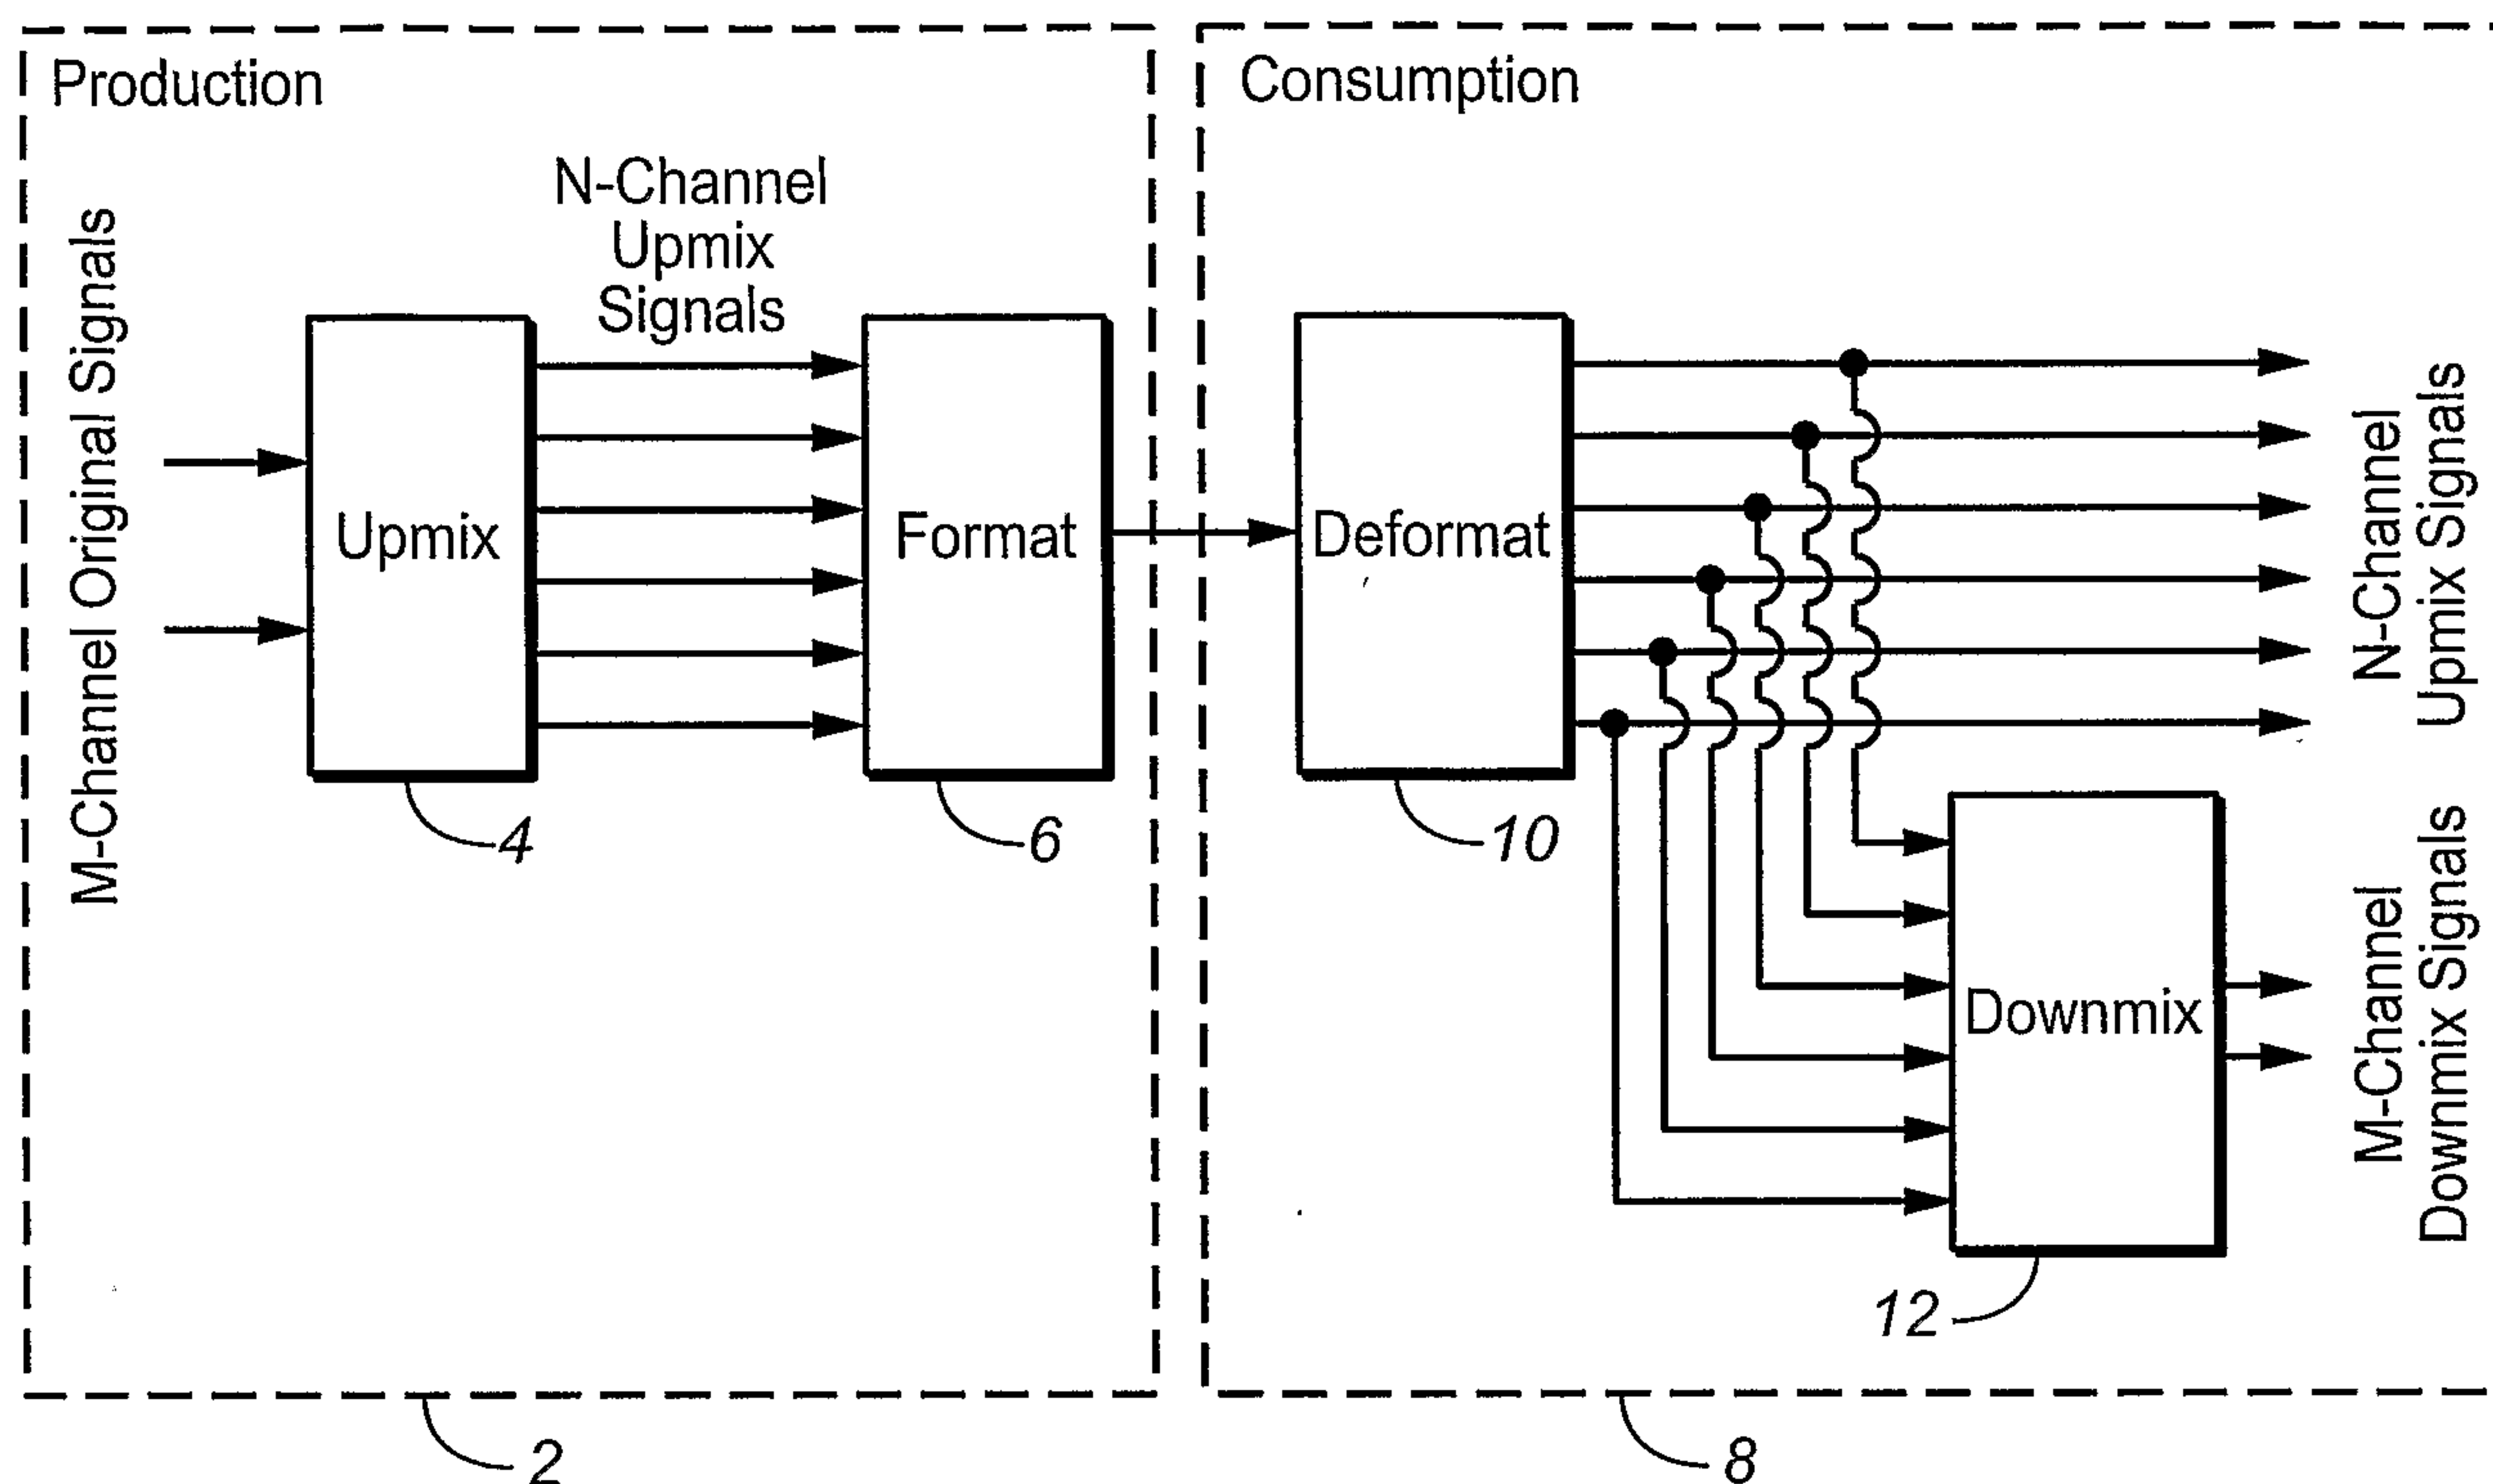 Production
Consumption
M-Channel Original Signals
N-Channel
Upmix
Signals
Upmix
Format
Deformat
N-Channel
Upmix Signals
4
6
10
Downmix
M-Channel
Downmix Signals
12
2
8